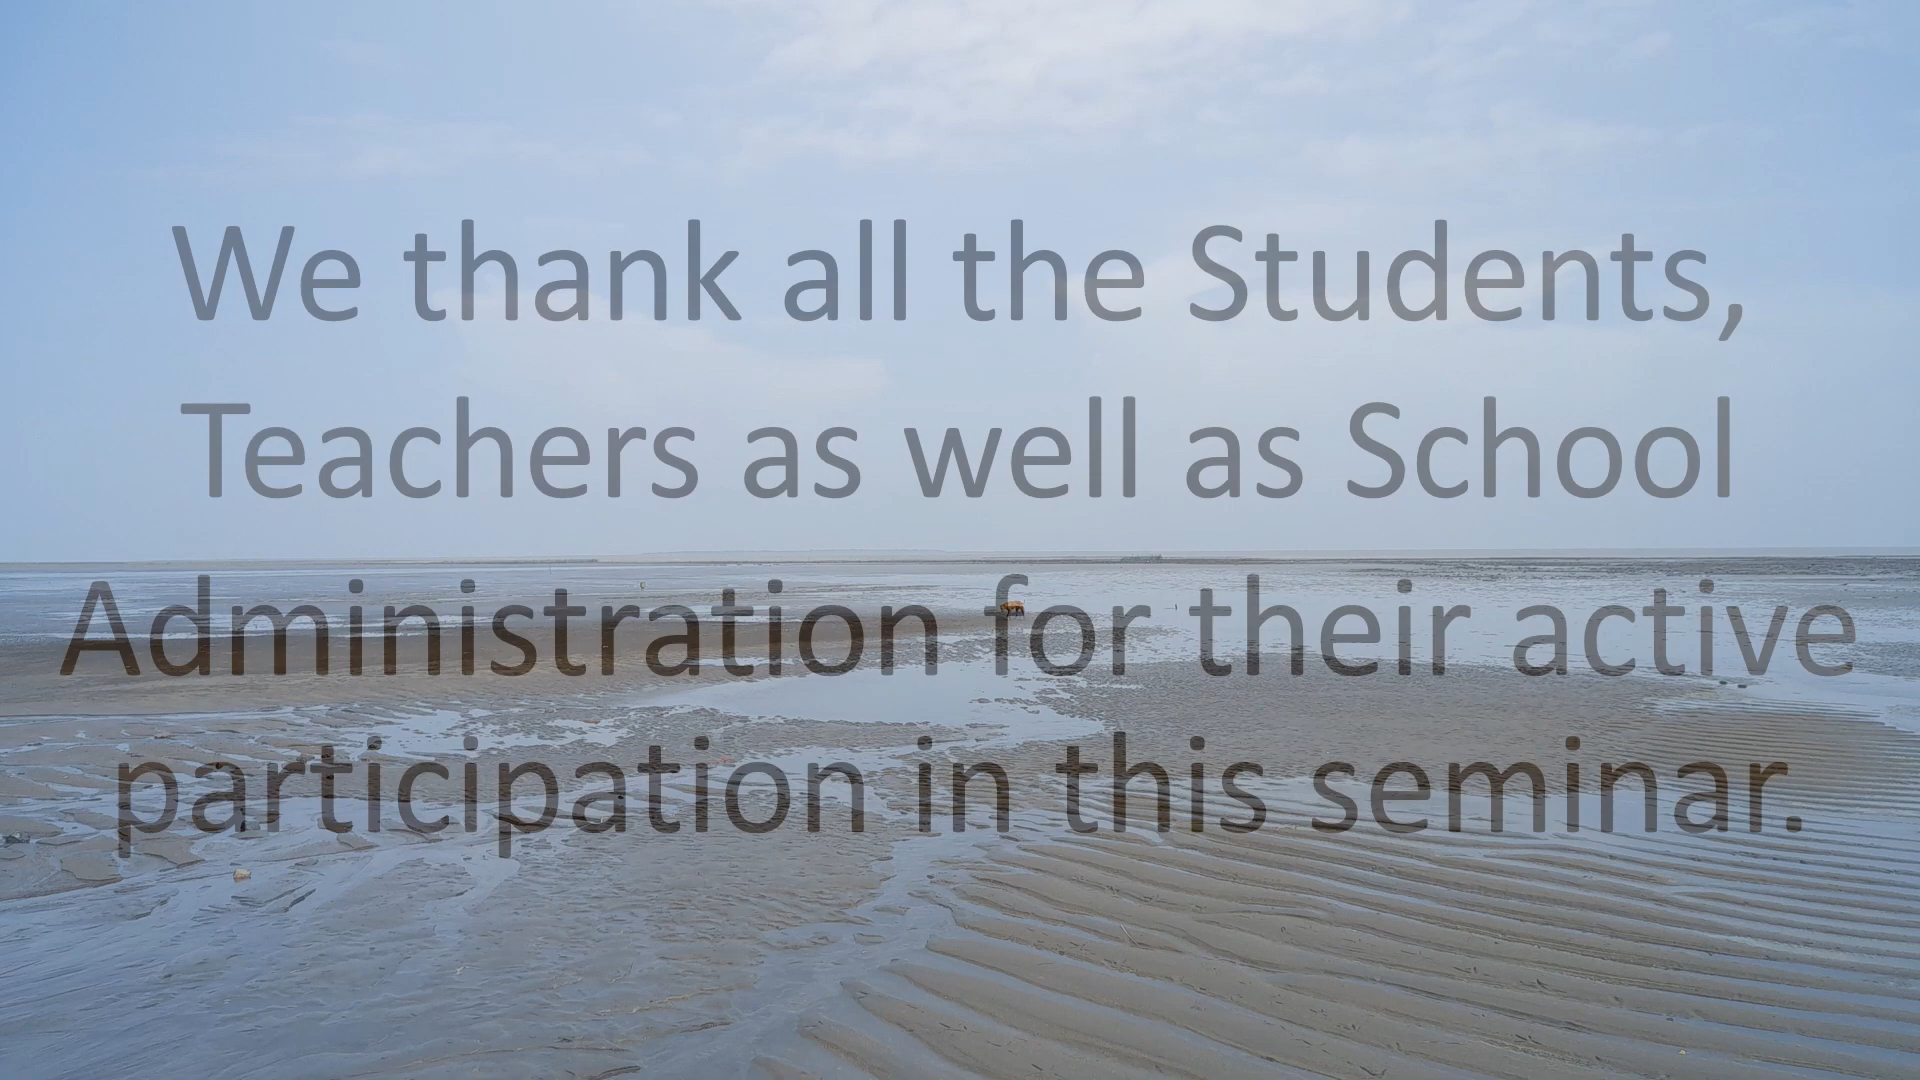 We thank all the Students,
Teachers as well as School
Administration for their active
participation in this seminar.